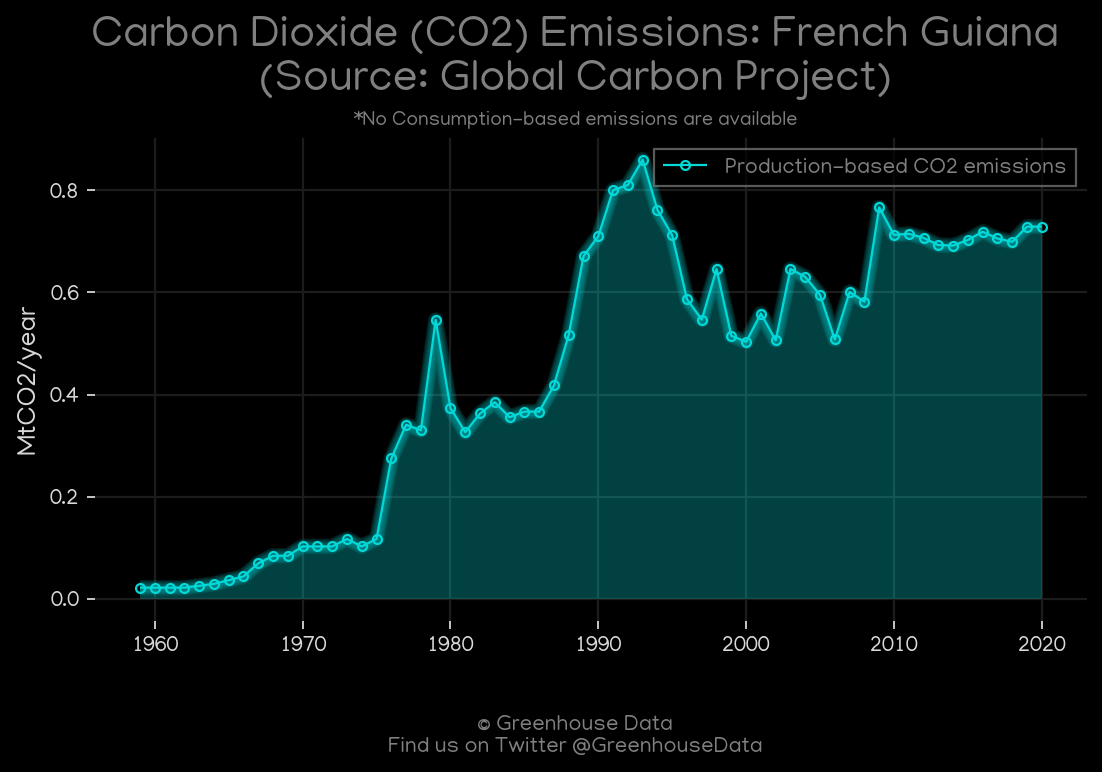 Carbon Dioxide (CO2) Emissions: French Guiana
(Source: Global Carbon Project)
*No Consumption-based emissions are available
Production-based CO2 emissions
MtCO2/year
0.8
0.6
0.4
0.2
0.0
1960 1970 1980 1990 2000 2010 2020
© Greenhouse Data
Find us on Twitter @GreenhouseData